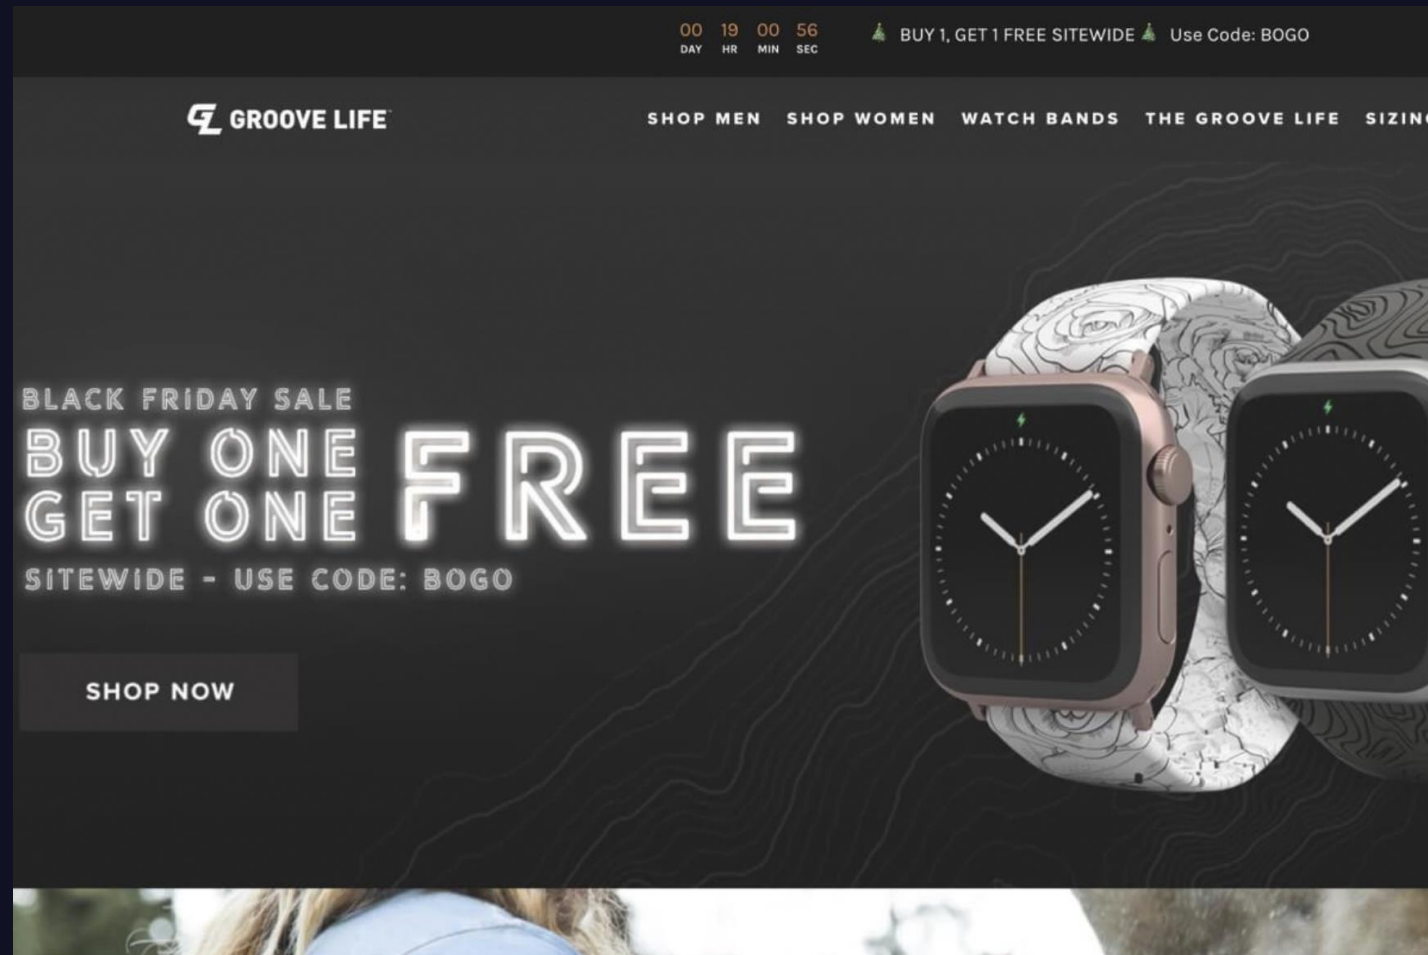 00 19 00 56
DAY HR MIN SEC
BUY 1, GET 1 FREE SITEWIDE Use Code: BOGO
GL GROOVE LIFE
SHOP MEN SHOP WOMEN WATCH BANDS THE GROOVE LIFE SIZIN
BLACK FRIDAY SALE
BUY ONE
GET ONE
FREE
SITEWIDE - USE CODE: BOGO
SHOP NOW